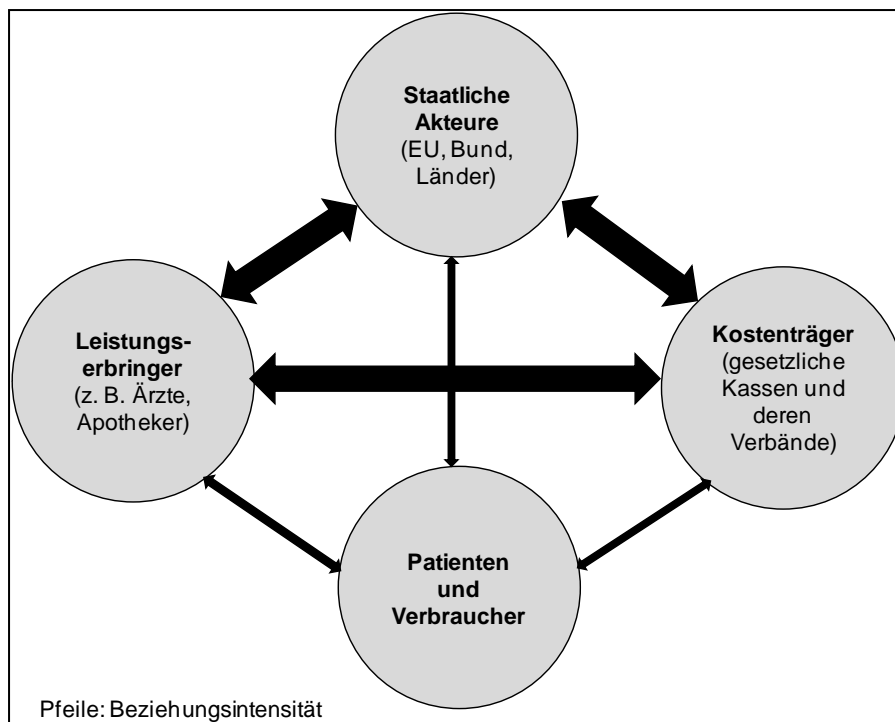 Staatliche
Akteure
(EU, Bund,
Länder)
Leistungs-
erbringer
(z. B. Ärzte,
Apotheker)
Kostenträger
(gesetzliche
Kassen und
deren
Verbände)
Patienten
und
Verbraucher
Pfeile: Beziehungsintensität